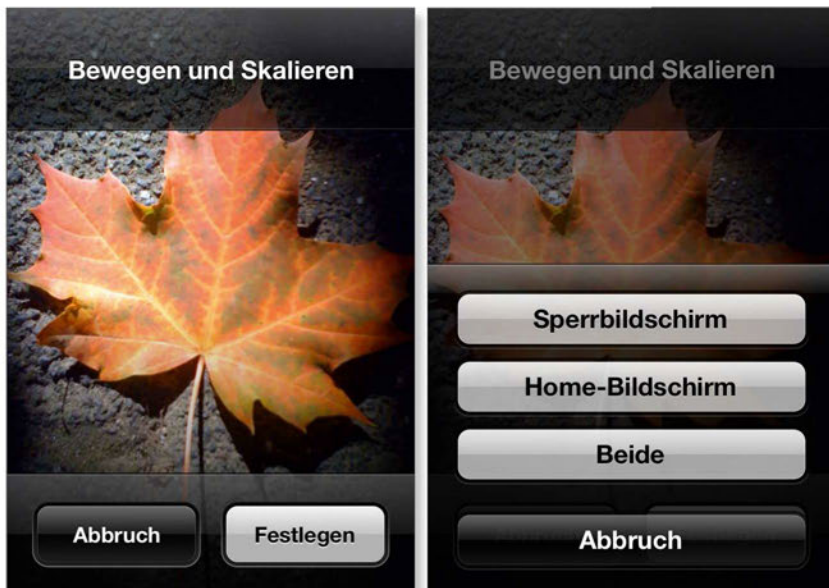 Bewegen und Skalieren
Abbruch
Festlegen
Bewegen und Skalieren
Sperrbildschirm
Home-Bildschirm
Beide
Abbruch